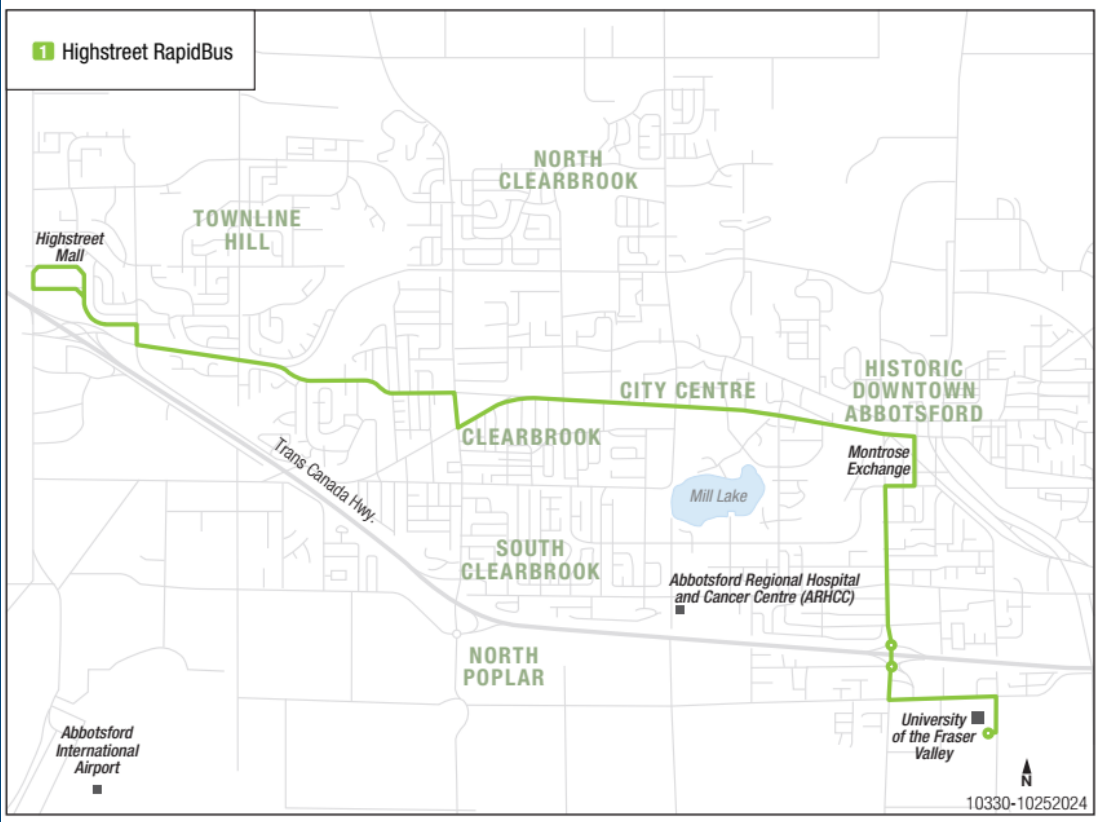 1 Highstreet RapidBus
NORTH
CLEARBROOK
TOWNLINE
HILL
Highstreet
Mall
HISTORIC
DOWNTOWN
ABBOTSFORD
CITY CENTRE
CLEARBROOK
Montrose
Exchange
Trans Canada Hwy.
Mill Lake
SOUTH
CLEARBROOK
Abbotsford Regional Hospital
and Cancer Centre (ARHCC)
NORTH
POPLAR
University
of the Fraser
Valley
Abbotsford
International
Airport
N
10330-10252024